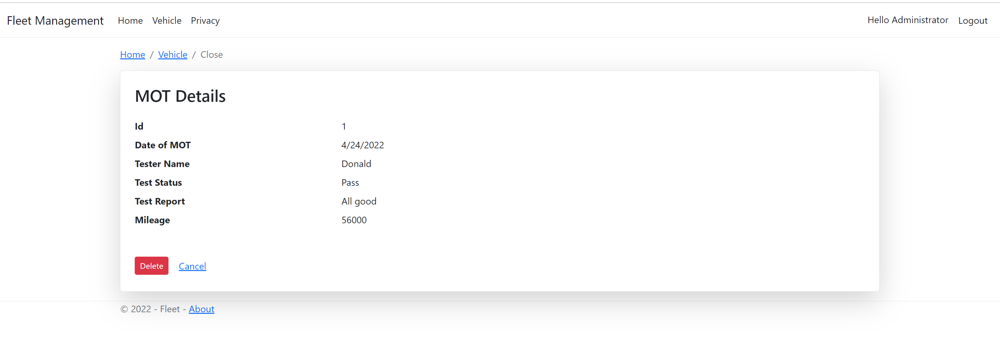 Fleet Management Home Vehicle Privacy Hello Administrator Logout
Home / Vehicle / Close
MOT Details
Id 1
Date of MOT 4/24/2022
Tester Name Donald
Test Status Pass
Test Report All good
Mileage 56000
Delete Cancel
© 2022 - Fleet - About